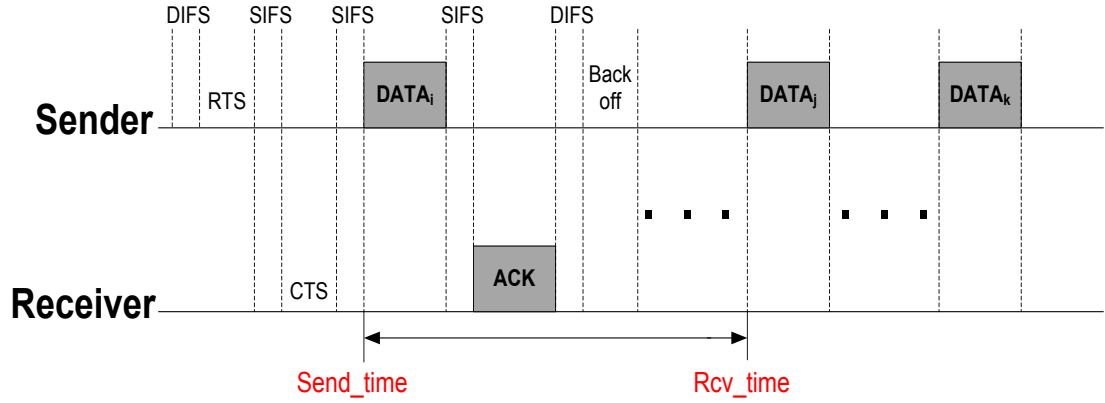 DIFS SIFS SIFS SIFS DIFS
RTS DATAi Back off DATAj DATAk
Sender
ACK
CTS
Receiver
Send_time Rcv_time